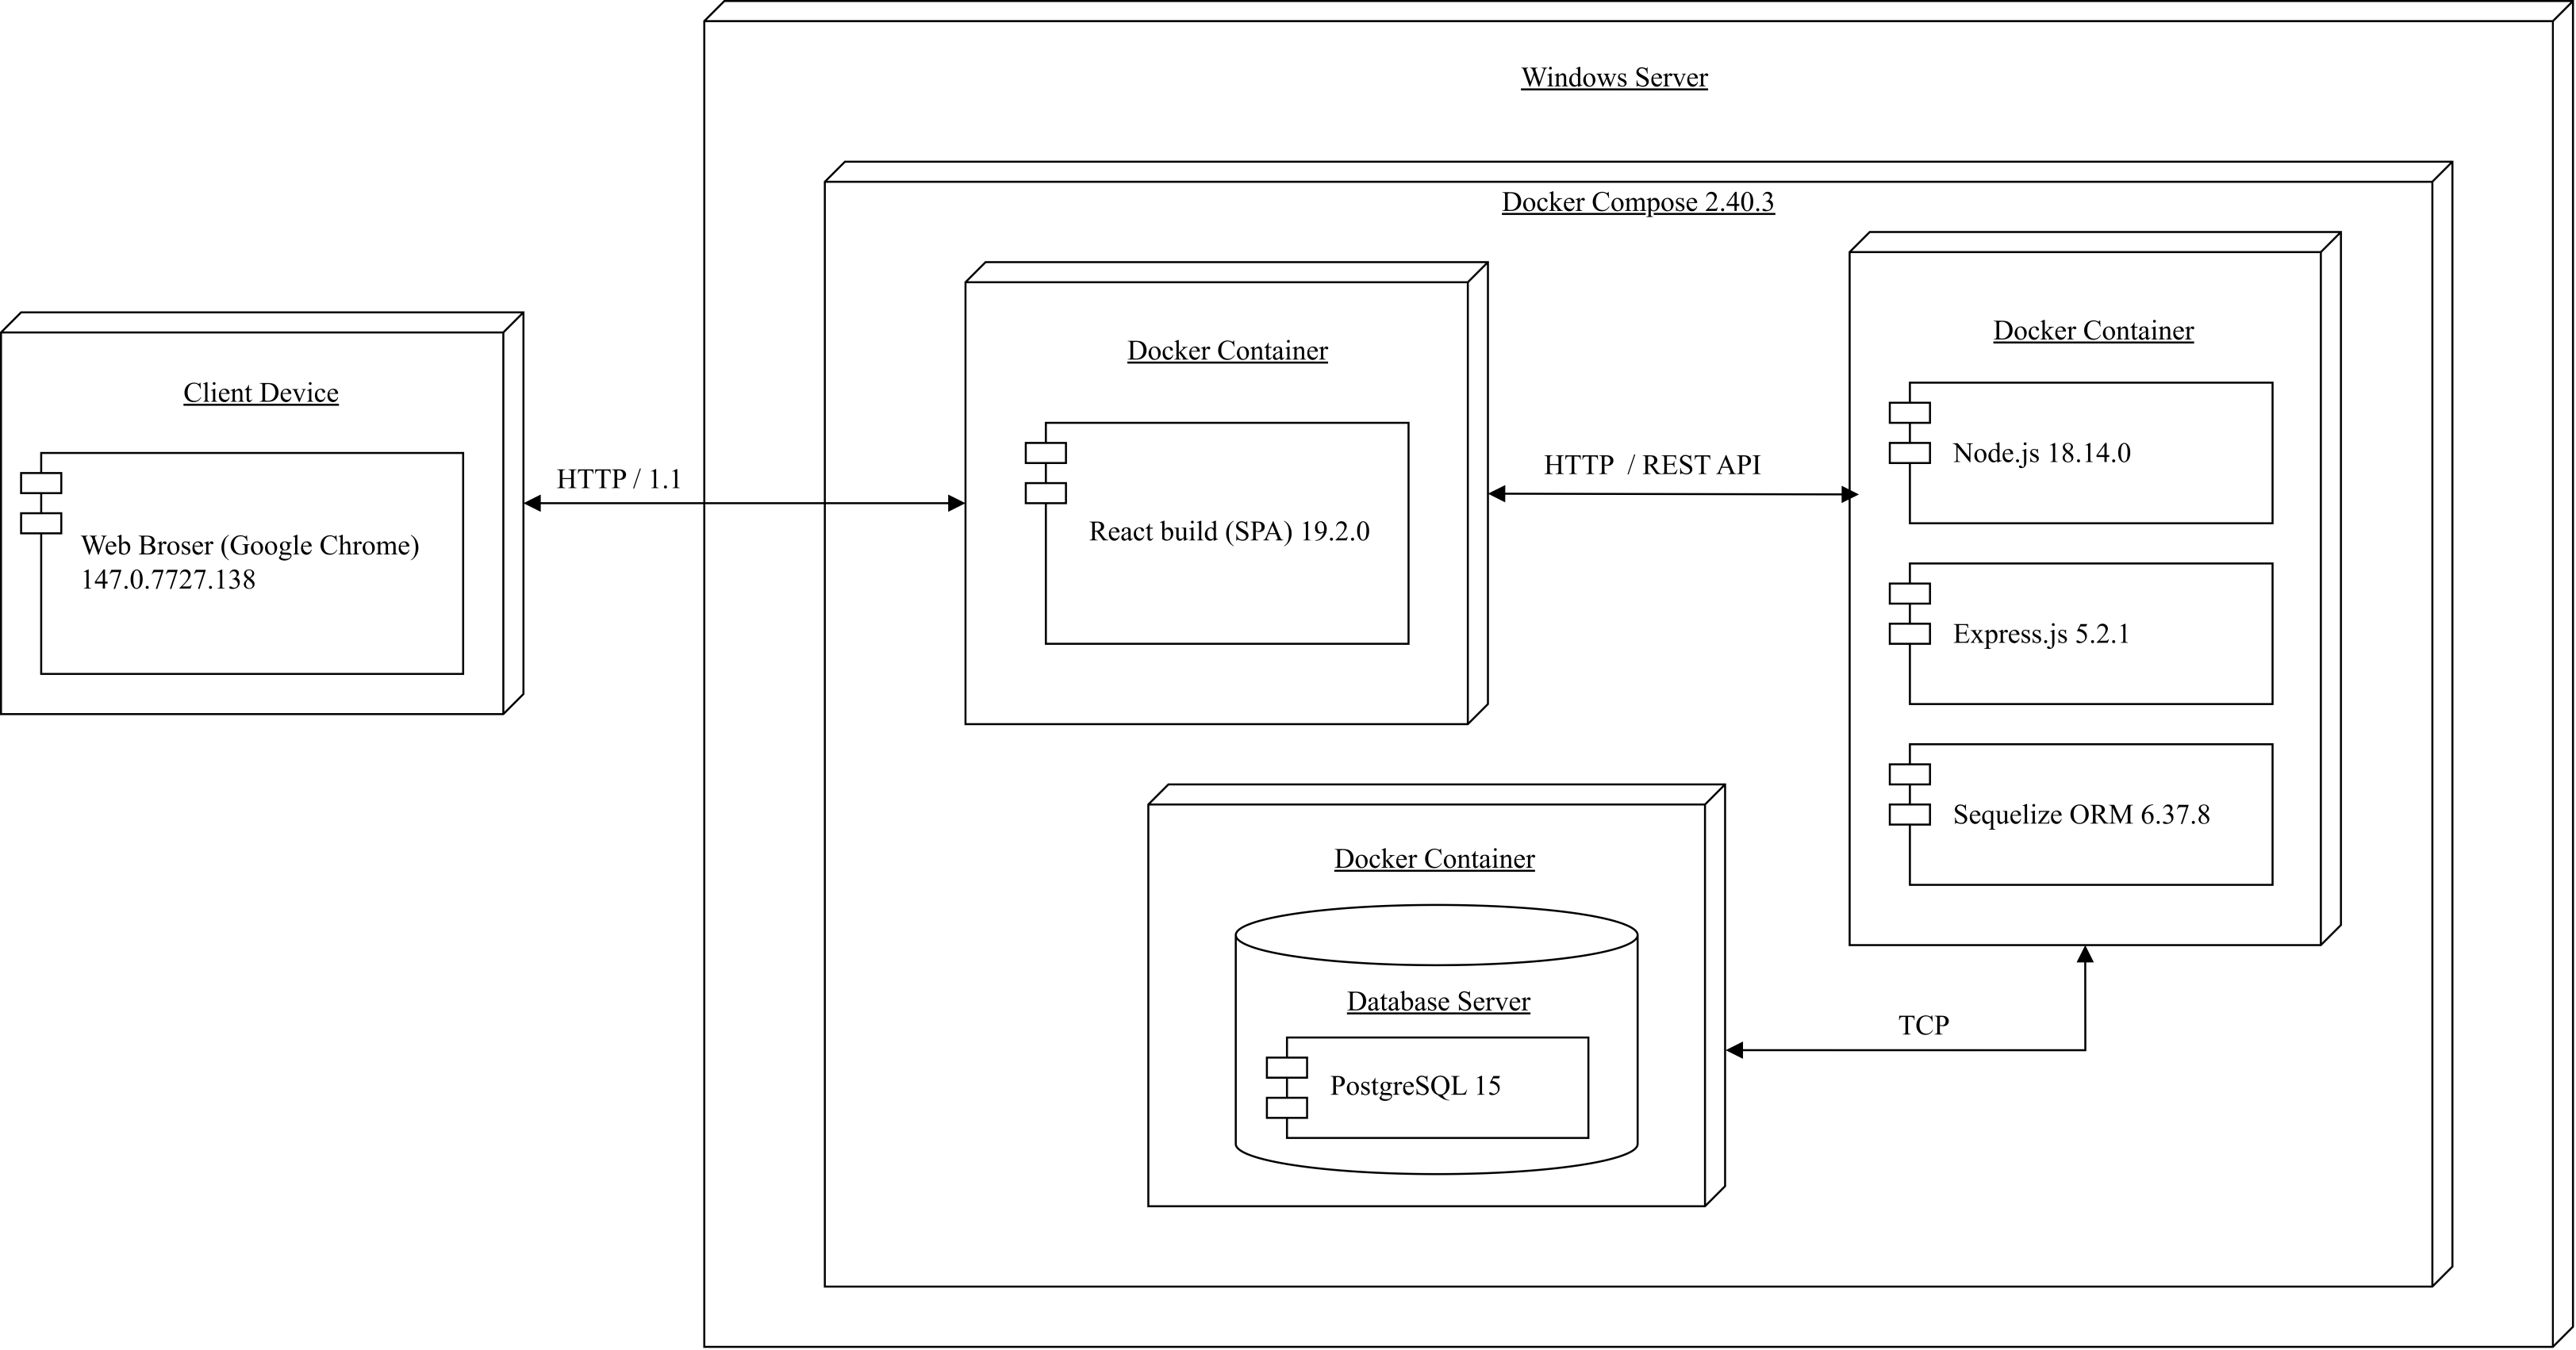 Windows Server
Docker Compose 2.40.3
Client Device
Web Broser (Google Chrome)
147.0.7727.138
HTTP / 1.1
Docker Container
React build (SPA) 19.2.0
HTTP / REST API
Docker Container
Node.js 18.14.0
Express.js 5.2.1
Sequelize ORM 6.37.8
Docker Container
Database Server
PostgreSQL 15
TCP